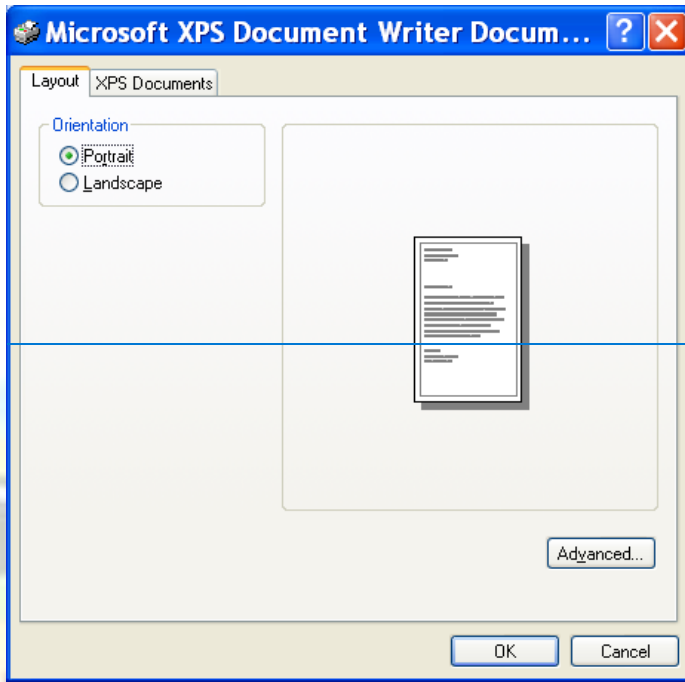 Microsoft XPS Document Writer Docum...
Layout XPS Documents
Orientation
Portrait
Landscape
Advanced...
OK Cancel